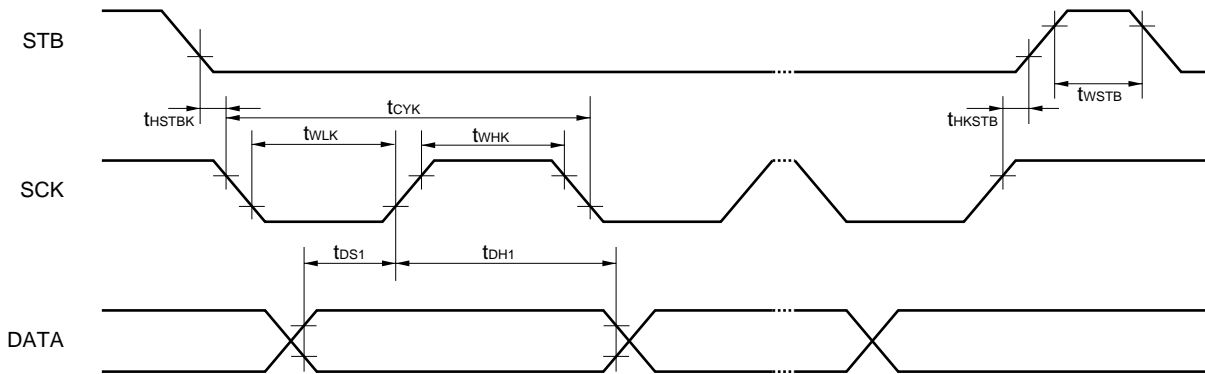 STB
tHSTBK
tCYK
tHKSTB
tWSTB
tWLK
tWHK
SCK
tDS1
tDH1
DATA